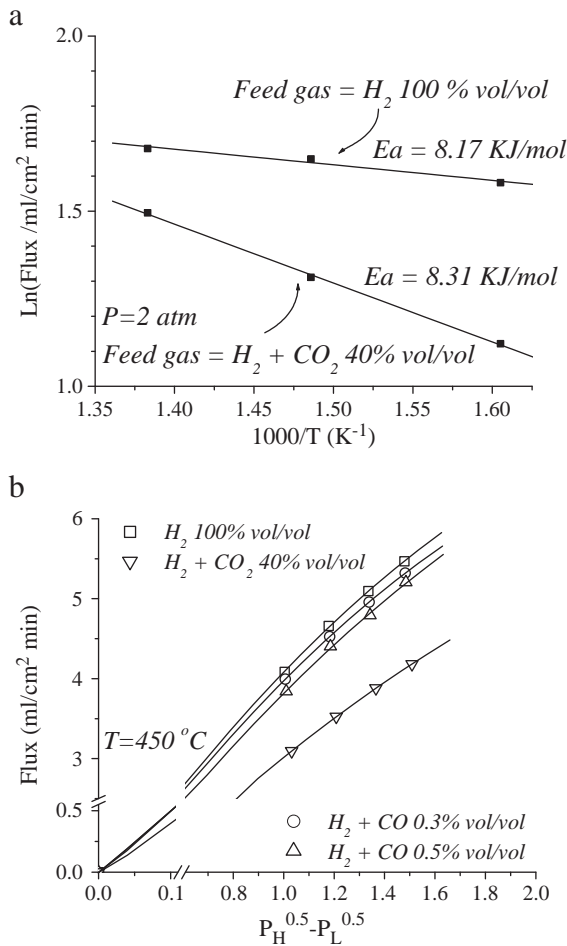 a
2.0
1.5
1.0
Ln(Flux /ml/cm² min)
Feed gas = H₂ 100 % vol/vol
Ea = 8.17 KJ/mol
Ea = 8.31 KJ/mol
P=2 atm
Feed gas = H₂ + CO₂ 40% vol/vol
1.35 1.40 1.45 1.50 1.55 1.60
1000/T (K⁻¹)
b
6
5
4
3
0.5
0.0
Flux (ml/cm² min)
H₂ 100% vol/vol
H₂ + CO₂ 40% vol/vol
T=450 °C
H₂ + CO 0.3% vol/vol
H₂ + CO 0.5% vol/vol
0.0 0.1 0.8 1.0 1.2 1.4 1.6 1.8 2.0
P_H^0.5-P_L^0.5